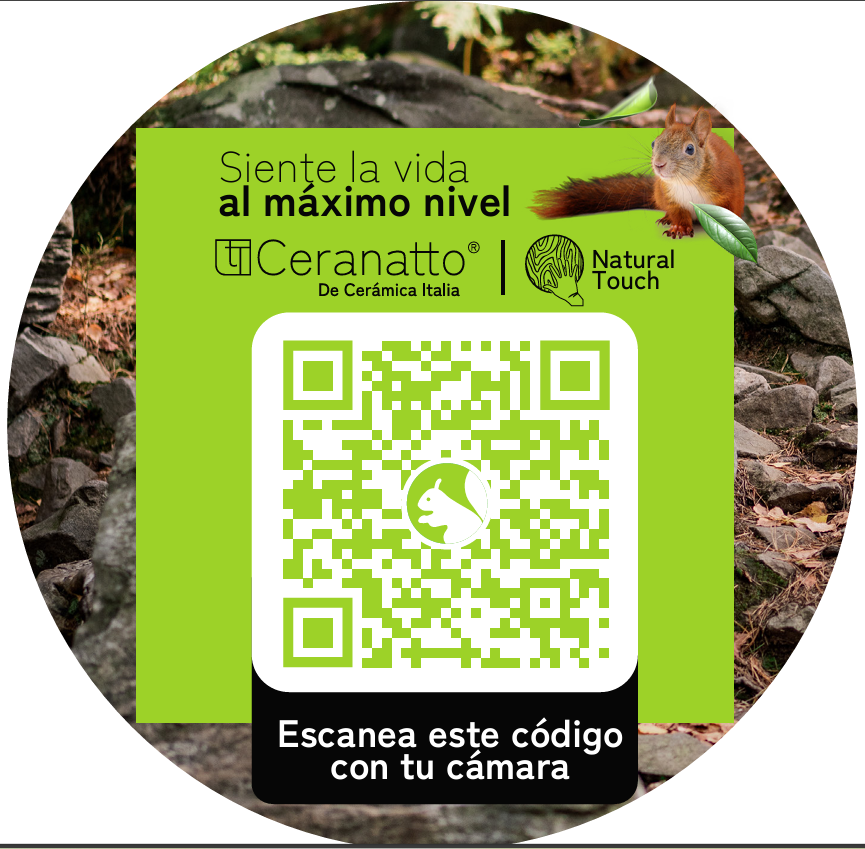 Siente la vida
al máximo nivel
Ceranatto®
De Cerámica Italia
Natural
Touch
Escanea este código
con tu cámara